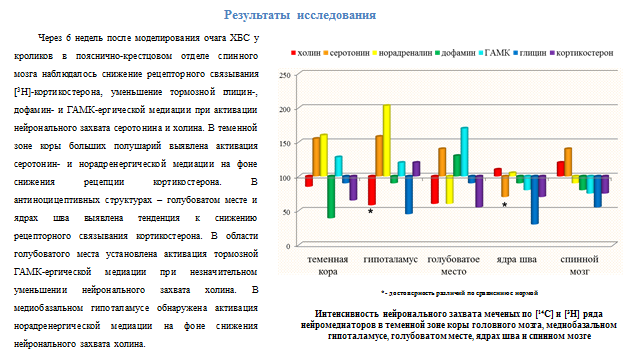 Результаты исследования
Через 6 недель после моделирования очага ХБС у
кроликов в пояснично-крестцовом отделе спинного
мозга наблюдалось снижение рецепторного связывания
[³H]-кортикостерона, уменьшение тормозной глицин-,
дофамин- и ГАМК-ергической медиации при активации
нейронального захвата серотонина и холина. В теменной
зоне коры больших полушарий выявлена активация
серотонин- и норадренергической медиации на фоне
снижения рецепции кортикостерона. В
антиноцицептивных структурах – голубоватом месте и
ядрах шва выявлена тенденция к снижению
рецепторного связывания кортикостерона. В области
голубоватого места установлена активация тормозной
ГАМК-ергической медиации при незначительном
уменьшении нейронального захвата холина. В
медиобазальном гипоталамусе обнаружена активация
норадренергической медиации на фоне снижения
нейронального захвата холина.
холин серотонин норадреналин дофамин ГАМК глицин кортикостерон
250
200
150
100
50
0
*
*
теменная кора
гипоталамус
голубоватое место
ядра шва
спинной мозг
* - достоверность различий по сравнению с нормой
Интенсивность нейронального захвата меченых по [¹⁴C] и [³H] ряда
нейромедиаторов в теменной зоне коры головного мозга, медиобазальном
гипоталамусе, голубоватом месте, ядрах шва и спинном мозге